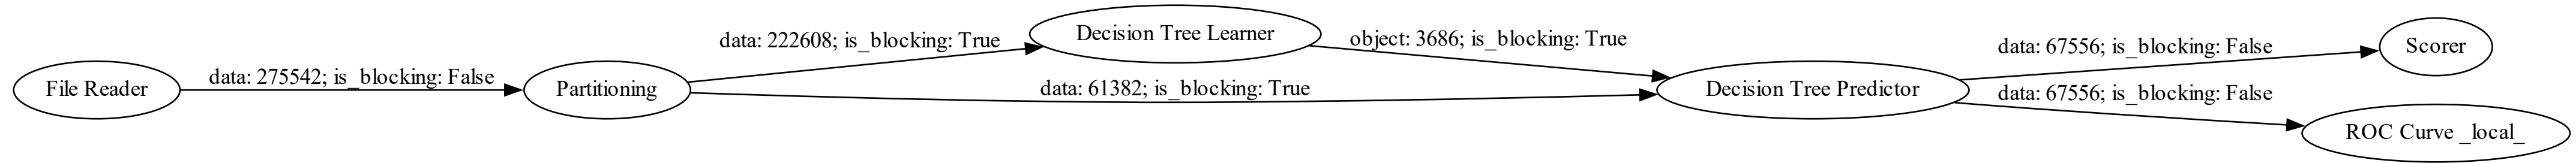 File Reader
data: 275542; is_blocking: False
Partitioning
data: 222608; is_blocking: True
data: 61382; is_blocking: True
Decision Tree Learner
object: 3686; is_blocking: True
Decision Tree Predictor
data: 67556; is_blocking: False
data: 67556; is_blocking: False
Scorer
ROC Curve _local_